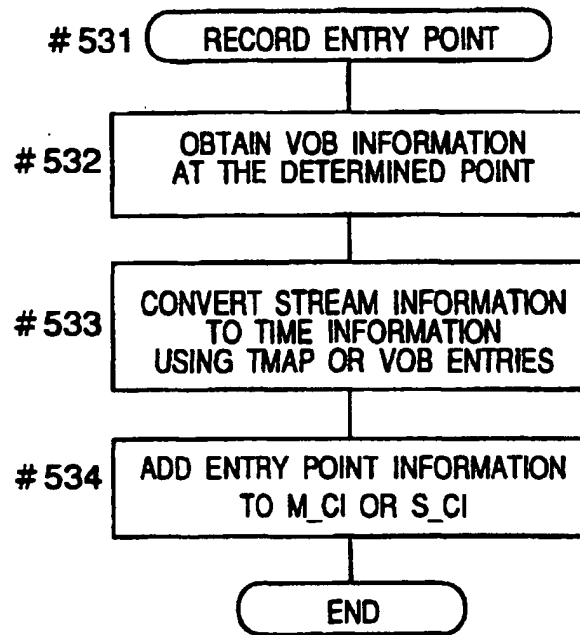 #531 RECORD ENTRY POINT
#532 OBTAIN VOB INFORMATION
AT THE DETERMINED POINT
#533 CONVERT STREAM INFORMATION
TO TIME INFORMATION
USING TMAP OR VOB ENTRIES
#534 ADD ENTRY POINT INFORMATION
TO M_CI OR S_CI
END